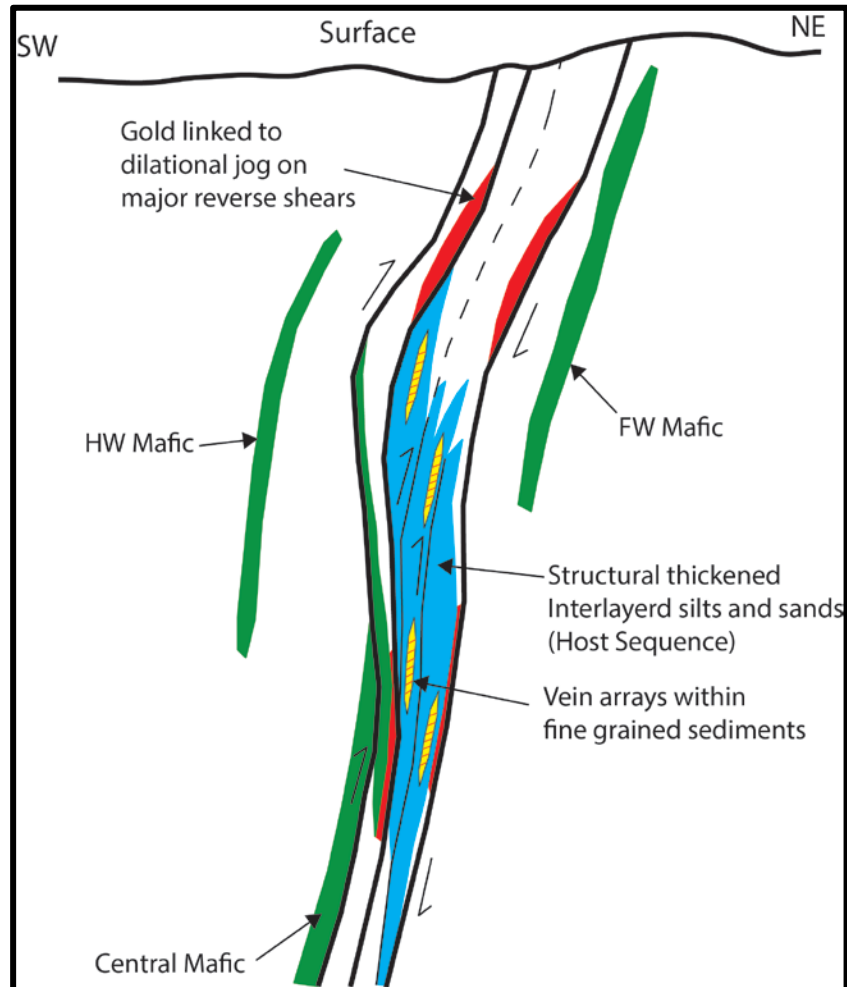 SW
Surface
NE
Gold linked to
dilational jog on
major reverse shears
HW Mafic
FW Mafic
Structural thickened
Interlayerd silts and sands
(Host Sequence)
Vein arrays within
fine grained sediments
Central Mafic